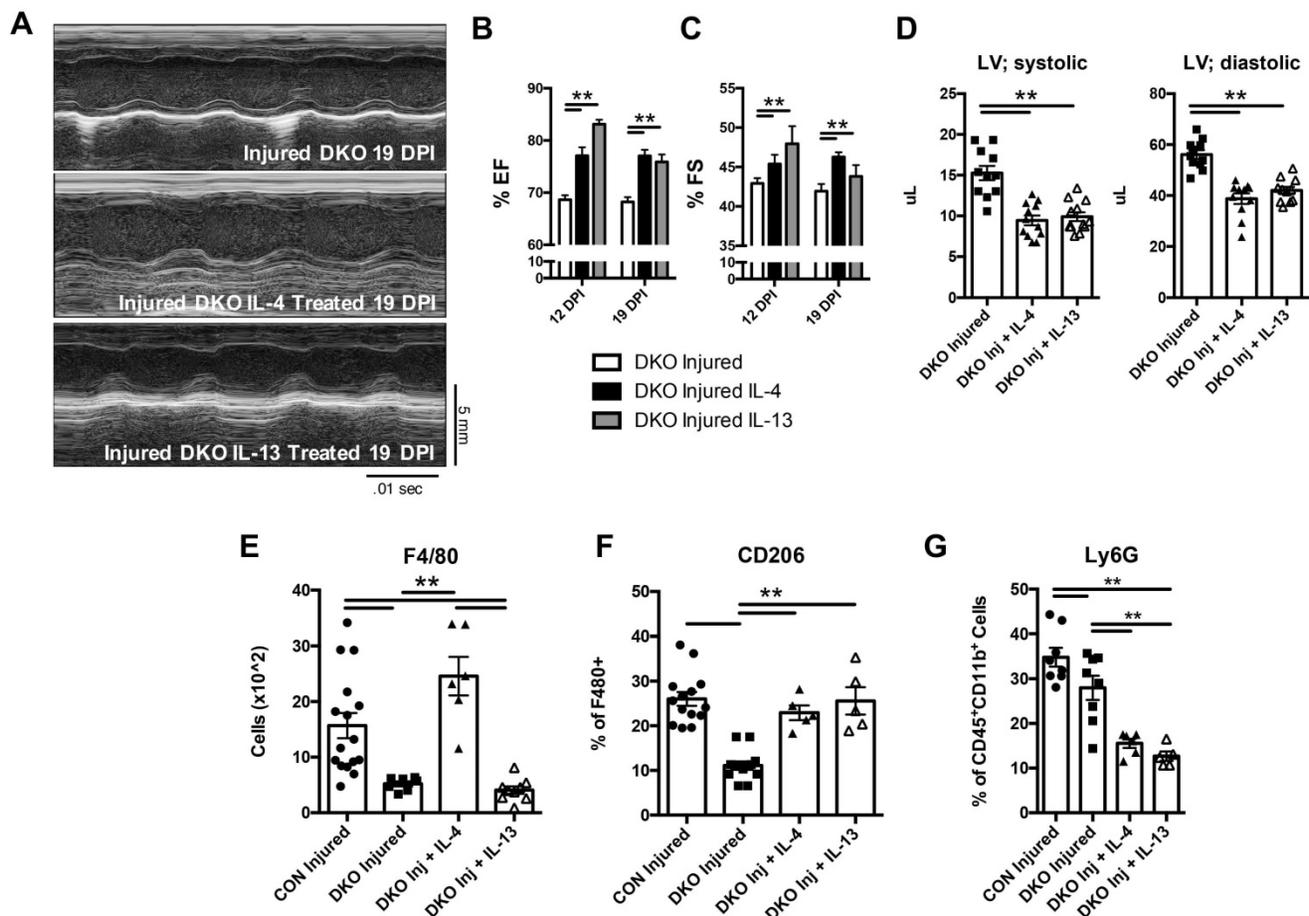 A
Injured DKO 19 DPI
Injured DKO IL-4 Treated 19 DPI
Injured DKO IL-13 Treated 19 DPI
5 mm
.01 sec
B
% EF
90
80
70
60
10
0
**
**
12 DPI
19 DPI
C
% FS
55
50
45
40
35
10
0
**
**
12 DPI
19 DPI
DKO Injured
DKO Injured IL-4
DKO Injured IL-13
D
LV; systolic
uL
25
20
15
10
5
0
**
DKO Injured
DKO Inj + IL-4
DKO Inj + IL-13
LV; diastolic
uL
80
60
40
20
0
**
DKO Injured
DKO Inj + IL-4
DKO Inj + IL-13
E
F4/80
Cells (x10^2)
40
30
20
10
0
**
CON Injured
DKO Injured
DKO Inj + IL-4
DKO Inj + IL-13
F
CD206
% of F480+
50
40
30
20
10
0
**
CON Injured
DKO Injured
DKO Inj + IL-4
DKO Inj + IL-13
G
Ly6G
% of CD45⁺CD11b⁺ Cells
50
40
30
20
10
0
**
**
CON Injured
DKO Injured
DKO Inj + IL-4
DKO Inj + IL-13